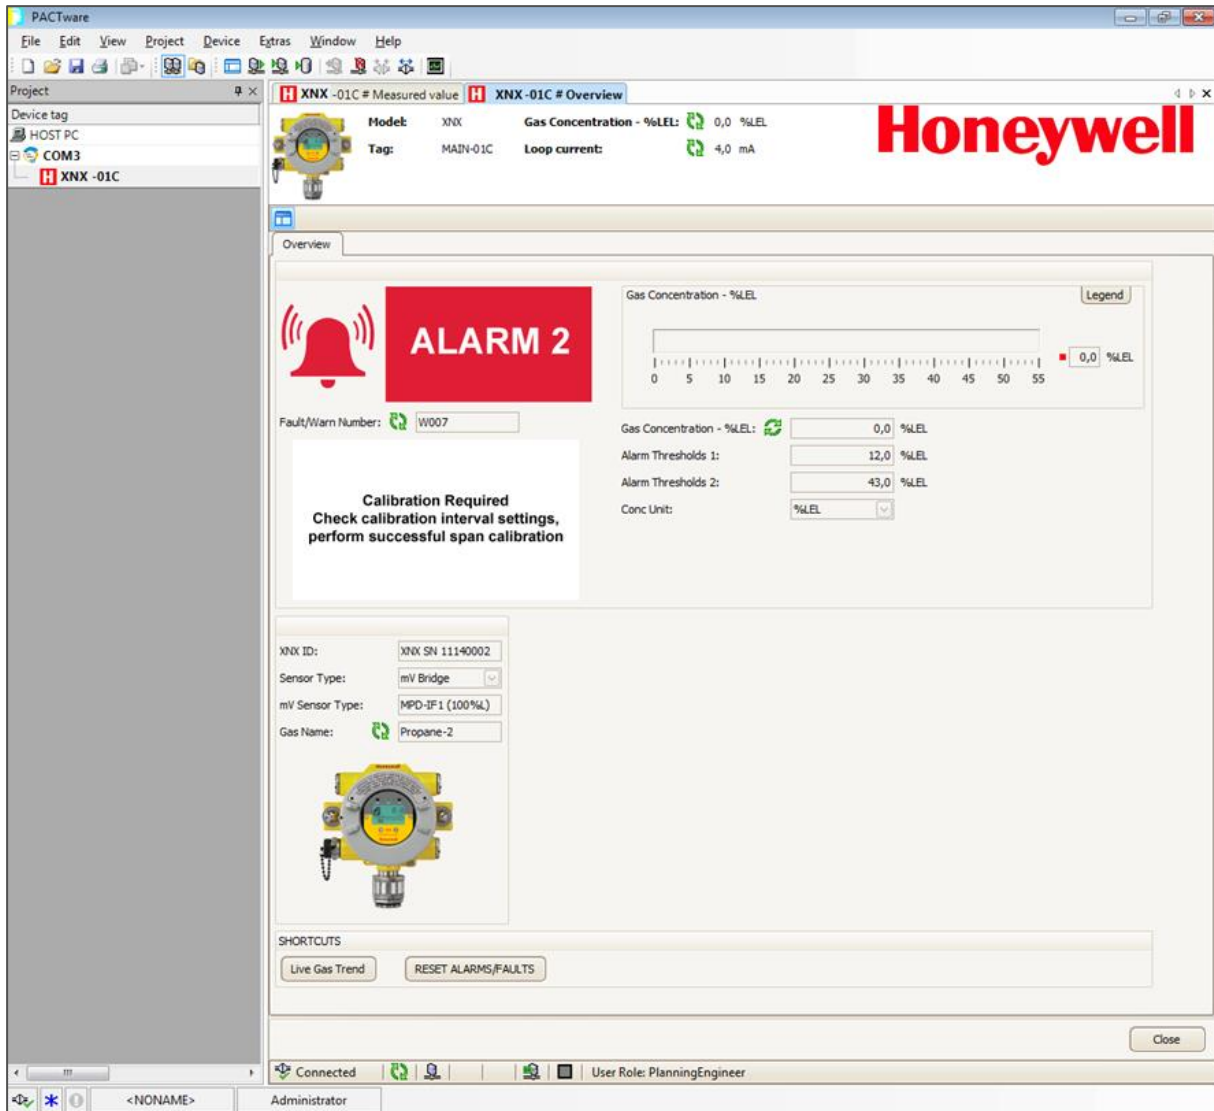 PACTware
File Edit View Project Device Extras Window Help
Project
Device tag
HOST PC
COM3
XNX -01C
XNX -01C # Measured value XNX -01C # Overview
Model: XNX Gas Concentration - %LEL: 0,0 %LEL
Tag: MAIN-01C Loop current: 4,0 mA
Honeywell
Overview
ALARM 2
Fault/Warn Number: W007
Calibration Required
Check calibration interval settings,
perform successful span calibration
Gas Concentration - %LEL Legend
0,0 %LEL
0 5 10 15 20 25 30 35 40 45 50 55
Gas Concentration - %LEL: 0,0 %LEL
Alarm Thresholds 1: 12,0 %LEL
Alarm Thresholds 2: 43,0 %LEL
Conc Unit: %LEL
XNX ID: XNX SN 11140002
Sensor Type: mV Bridge
mV Sensor Type: MPD-IF1 (100%L)
Gas Name: Propane-2
SHORTCUTS
Live Gas Trend RESET ALARMS/FAULTS
Close
Connected User Role: PlanningEngineer
<NONAME> Administrator